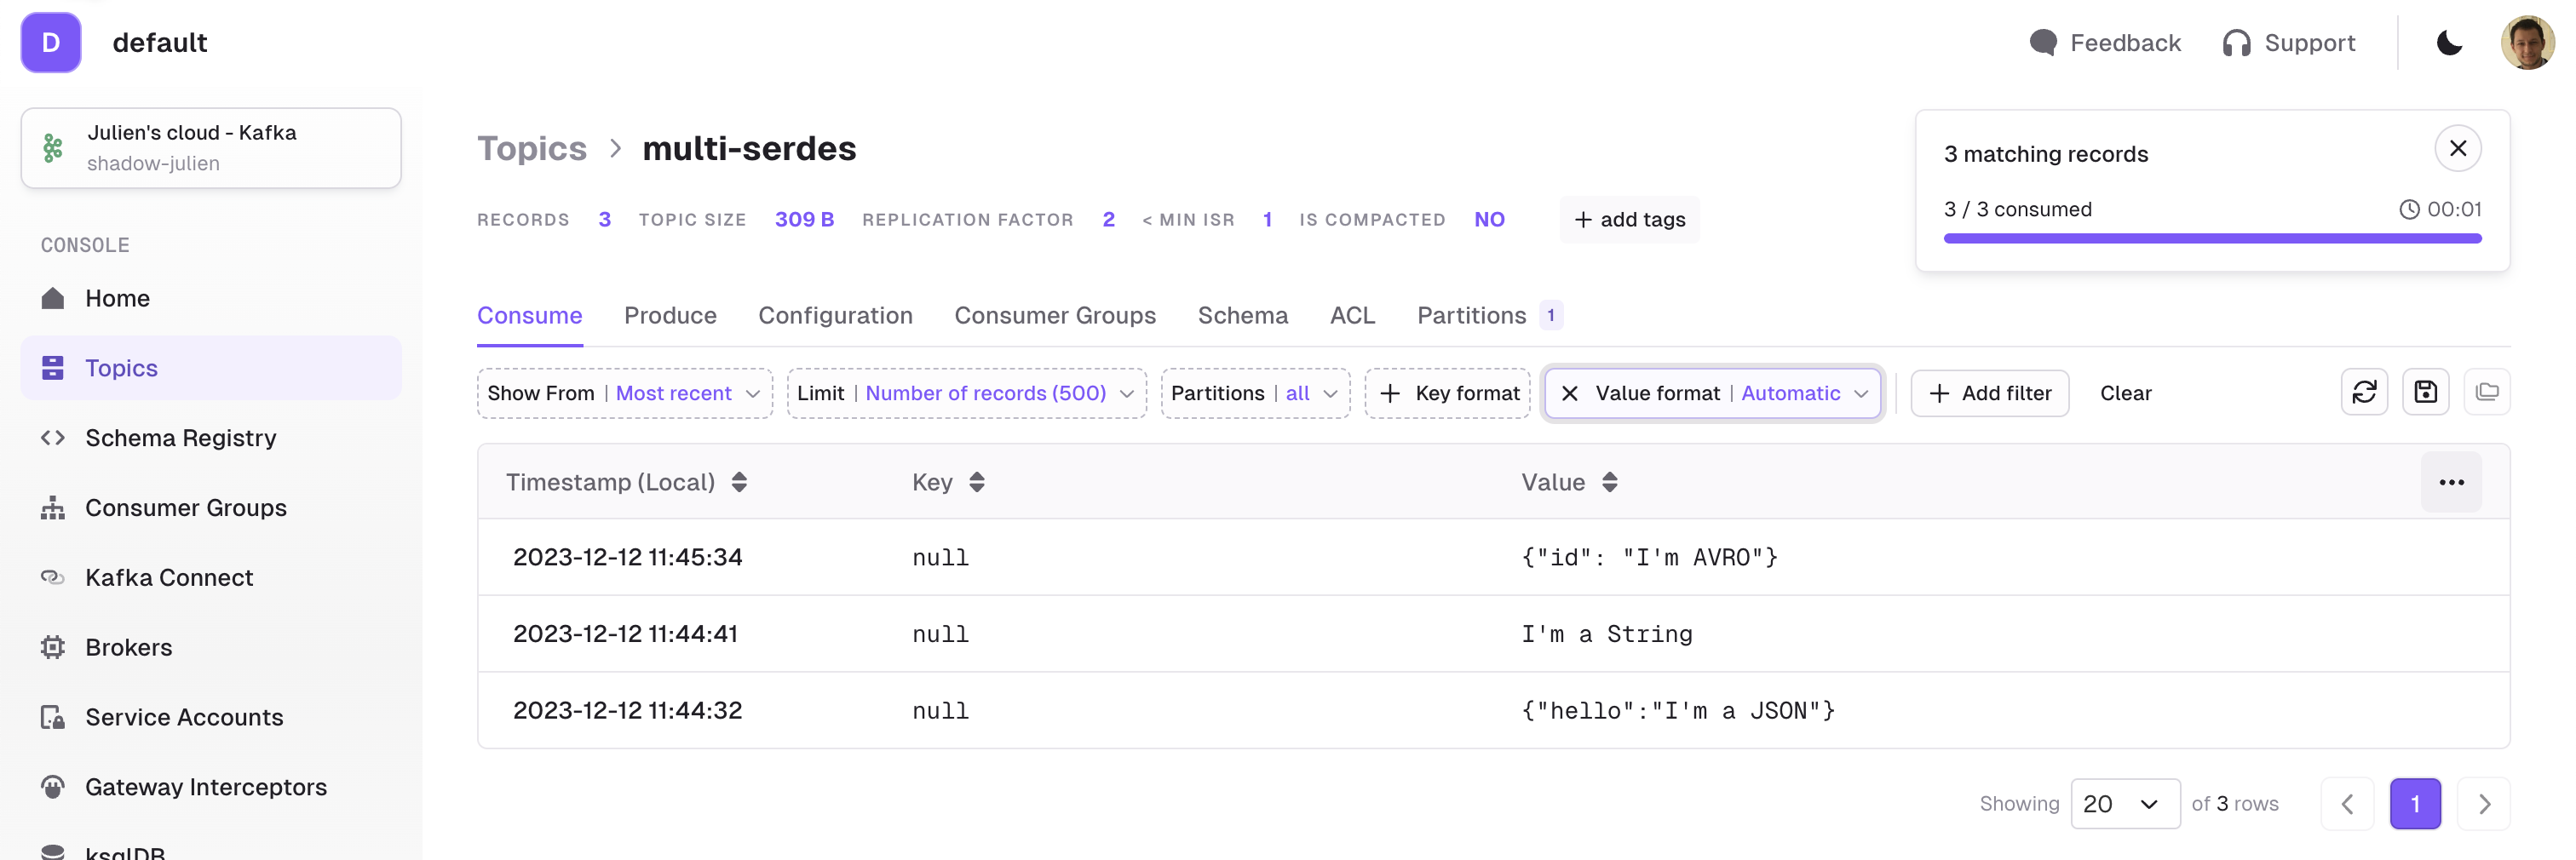 D default
Feedback Support
Julien's cloud - Kafka
shadow-julien
CONSOLE
Home
Topics
Schema Registry
Consumer Groups
Kafka Connect
Brokers
Service Accounts
Gateway Interceptors
ksqlDB
Topics > multi-serdes
RECORDS 3 TOPIC SIZE 309 B REPLICATION FACTOR 2 < MIN ISR 1 IS COMPACTED NO + add tags
3 matching records
3 / 3 consumed 00:01
Consume Produce Configuration Consumer Groups Schema ACL Partitions 1
Show From | Most recent Limit | Number of records (500) Partitions | all + Key format × Value format | Automatic + Add filter Clear
Timestamp (Local) Key Value ...
2023-12-12 11:45:34 null {"id": "I'm AVRO"}
2023-12-12 11:44:41 null I'm a String
2023-12-12 11:44:32 null {"hello":"I'm a JSON"}
Showing 20 of 3 rows < 1 >